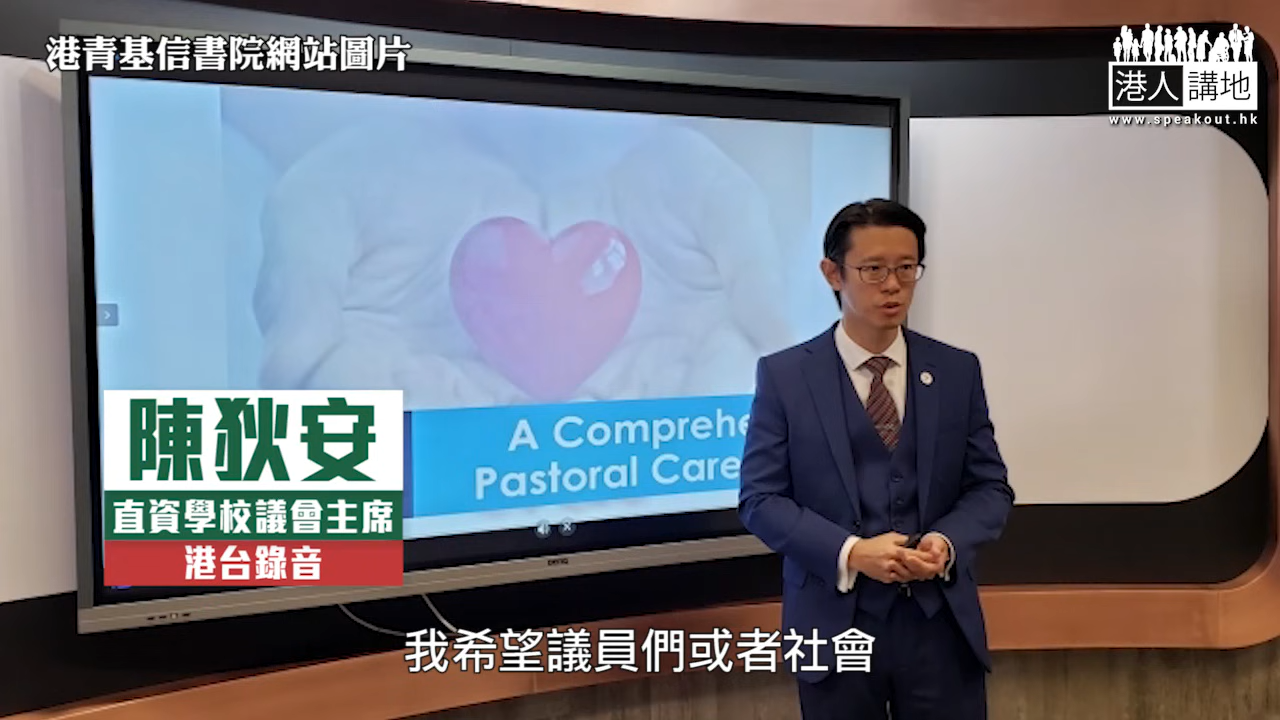 港青基信書院網站圖片
港人講地
www.speakout.hk
A Comprehe
Pastoral Care
陳狄安
直資學校議會主席
港台錄音
BenQ
我希望議員們或者社會